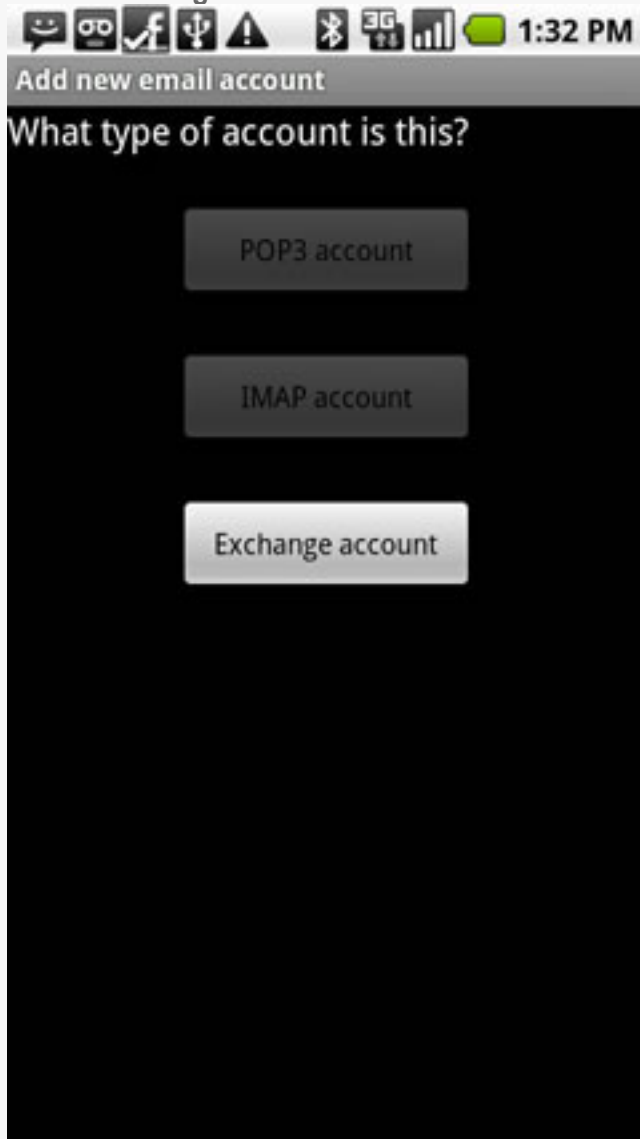 3G
1:32 PM
Add new email account
What type of account is this?
POP3 account
IMAP account
Exchange account